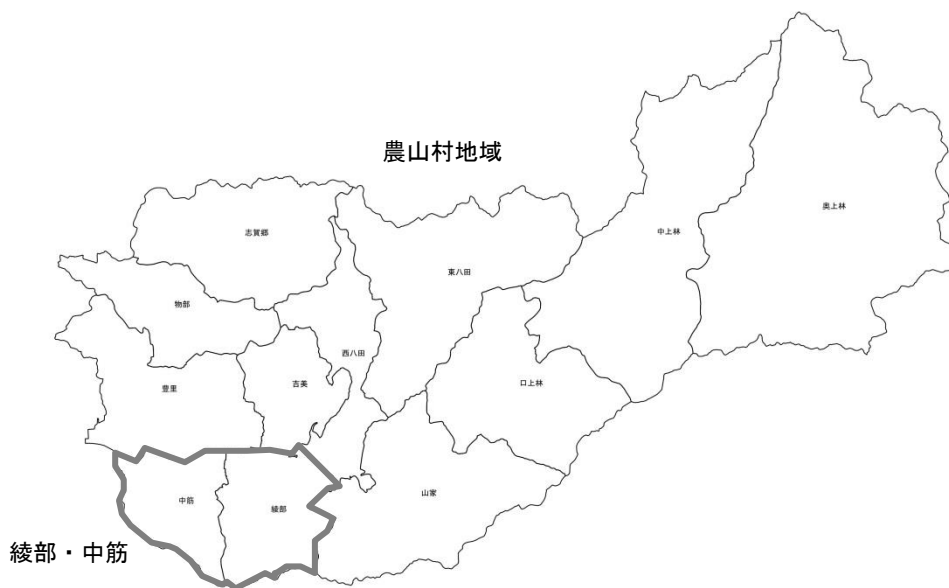 農山村地域
奥上林
中上林
志賀郷
東八田
物部
西八田
吉美
豊里
口上林
山家
中筋
綾部
綾部・中筋